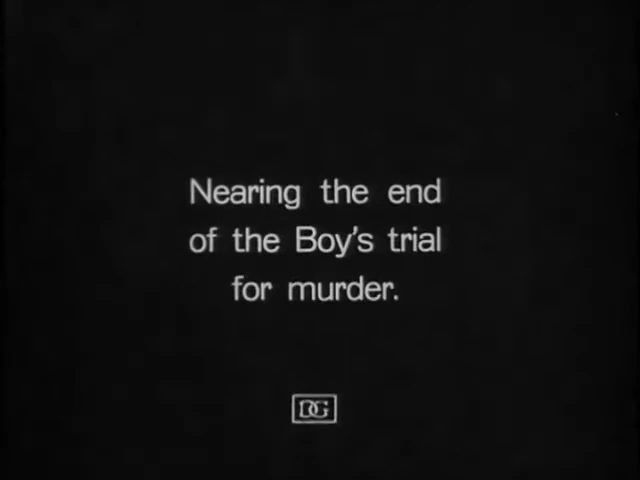 Nearing the end
of the Boy's trial
for murder.
DG